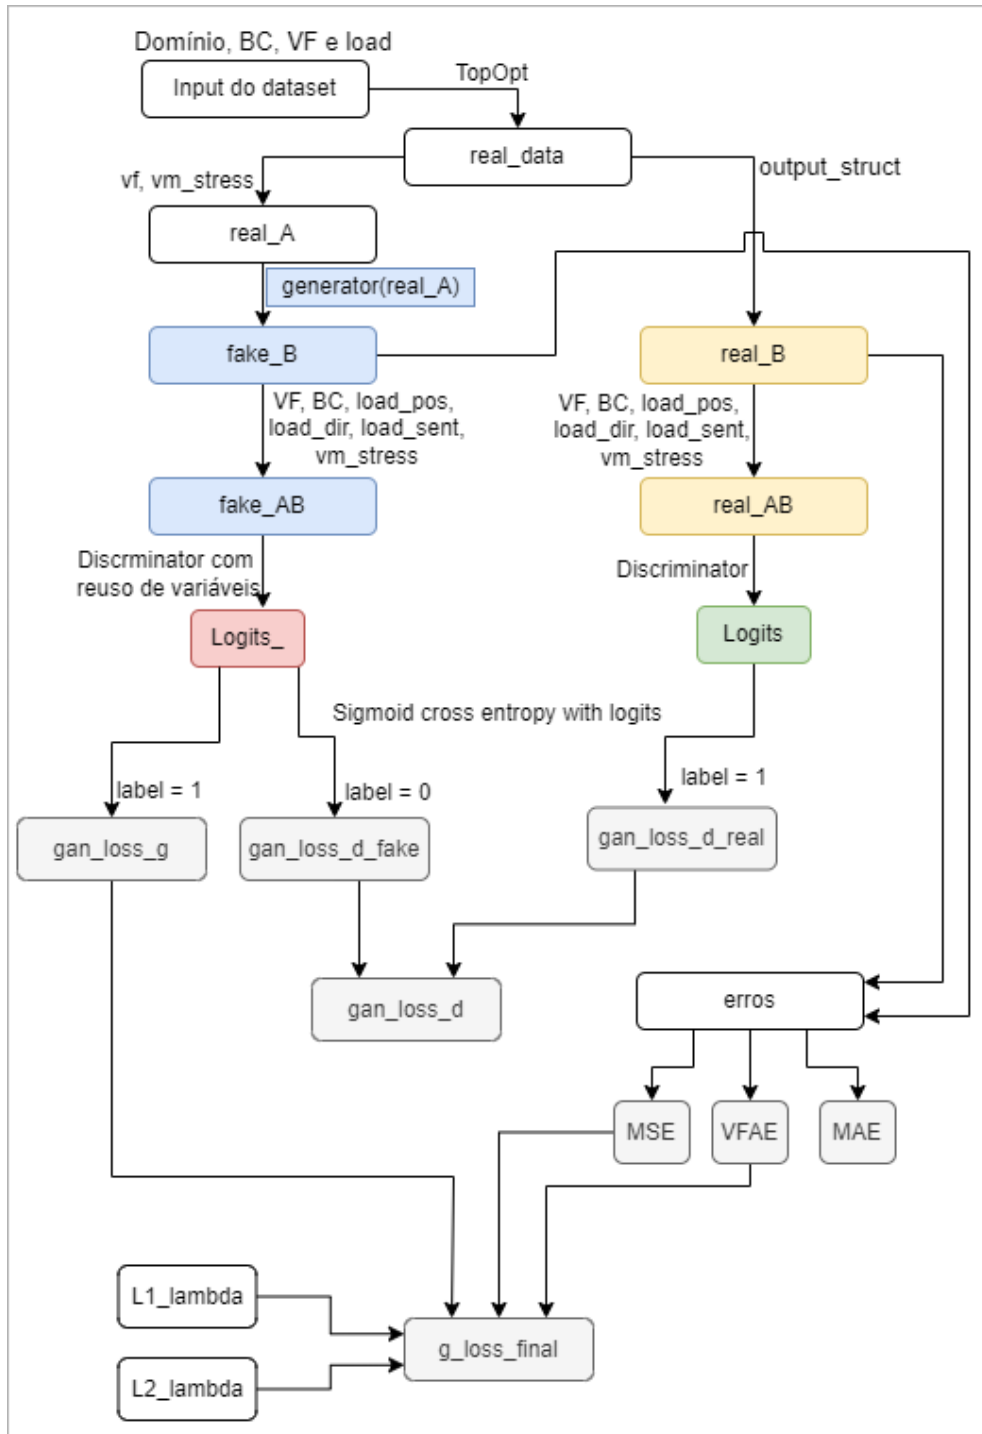 Domínio, BC, VF e load
Input do dataset
TopOpt
real_data
vf, vm_stress
output_struct
real_A
generator(real_A)
fake_B
real_B
VF, BC, load_pos,
load_dir, load_sent,
vm_stress
VF, BC, load_pos,
load_dir, load_sent,
vm_stress
fake_AB
real_AB
Discrminator com
reuso de variáveis
Discriminator
Logits_
Logits
Sigmoid cross entropy with logits
label = 1
label = 0
label = 1
gan_loss_g
gan_loss_d_fake
gan_loss_d_real
gan_loss_d
erros
MSE
VFAE
MAE
L1_lambda
g_loss_final
L2_lambda